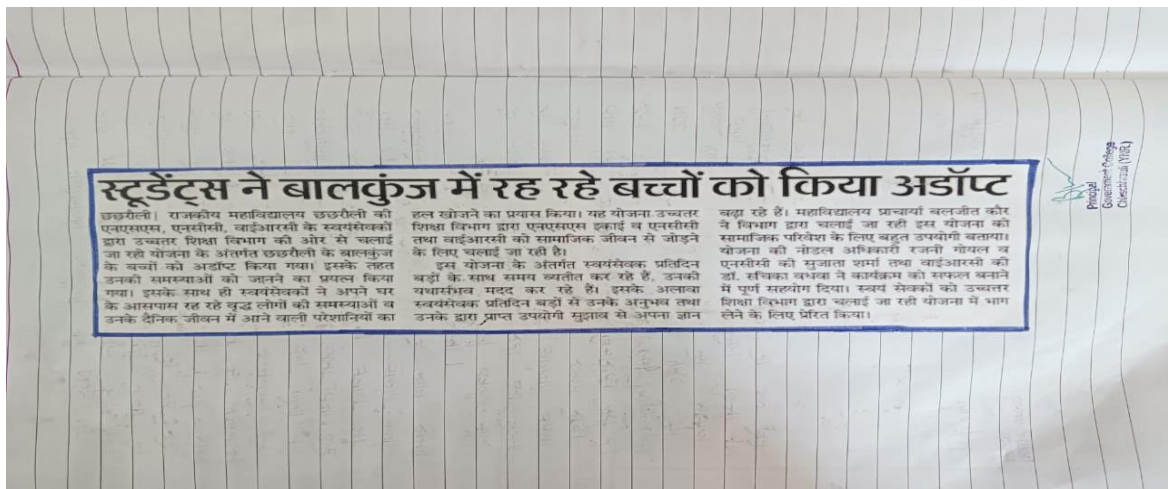 स्टूडेंट्स ने बालकुंज में रह रहे बच्चों को किया अडॉप्ट
छछरौली। राजकीय महाविद्यालय छछरौली की
एनएसएस, एनसीसी, वाईआरसी के स्वयंसेवकों
द्वारा उच्चतर शिक्षा विभाग की ओर से चलाई
जा रही योजना के अंतर्गत छछरौली के बालकुंज
के बच्चों को अडॉप्ट किया गया। इसके तहत
उनकी समस्याओं को जानने का प्रयत्न किया
गया। इसके साथ ही स्वयंसेवकों ने अपने घर
के आसपास रह रहे वृद्ध लोगों की समस्याओं व
उनके दैनिक जीवन में आने वाली परेशानियों का
हल खोजने का प्रयास किया। यह योजना उच्चतर
शिक्षा विभाग द्वारा एनएसएस इकाई व एनसीसी
तथा वाईआरसी को सामाजिक जीवन से जोड़ने
के लिए चलाई जा रही है।
इस योजना के अंतर्गत स्वयंसेवक प्रतिदिन
बड़ों के साथ समय व्यतीत कर रहे हैं, उनकी
यथासंभव मदद कर रहे हैं। इसके अलावा
स्वयंसेवक प्रतिदिन बड़ों से उनके अनुभव तथा
उनके द्वारा प्राप्त उपयोगी सुझाव से अपना ज्ञान
बढ़ा रहे हैं। महाविद्यालय प्राचार्या बलजीत कौर
ने विभाग द्वारा चलाई जा रही इस योजना को
सामाजिक परिवेश के लिए बहुत उपयोगी बताया।
योजना की नोडल अधिकारी रजनी गोयल व
एनसीसी की सुजाता शर्मा तथा वाईआरसी की
डॉ. रुचिका वधवा ने कार्यक्रम को सफल बनाने
में पूर्ण सहयोग दिया। स्वयं सेवकों को उच्चतर
शिक्षा विभाग द्वारा चलाई जा रही योजना में भाग
लेने के लिए प्रेरित किया।
Principal
Government College
(YNR)